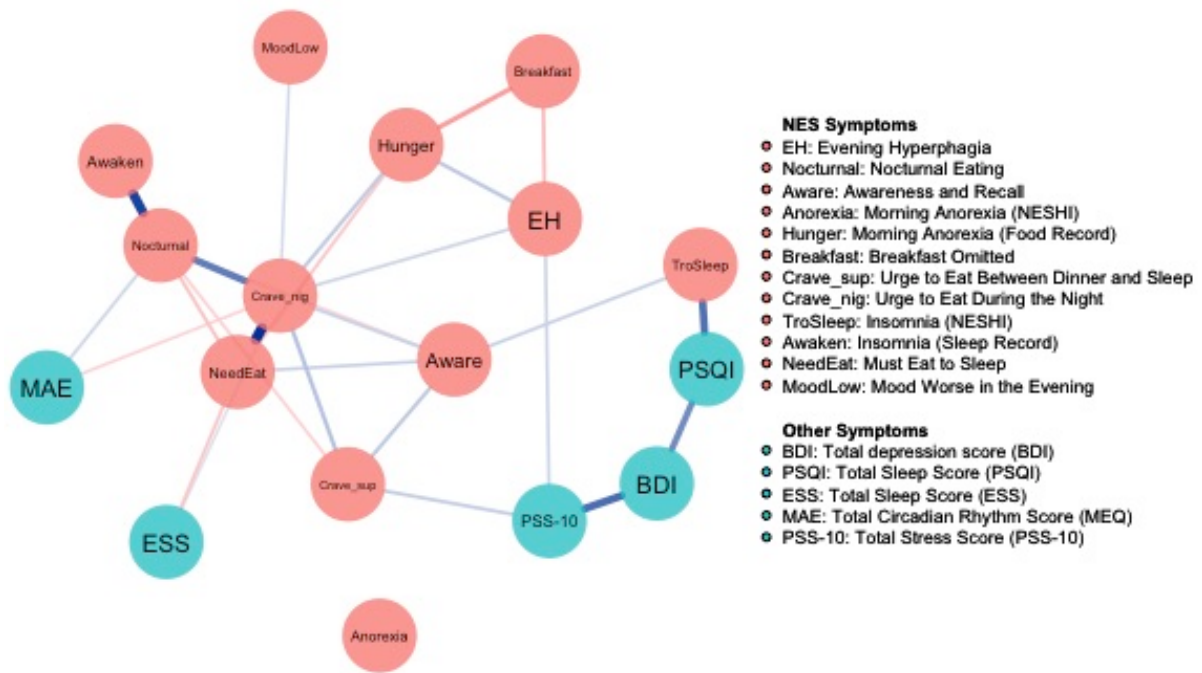 MoodLow
Breakfast
Hunger
Awaken
EH
Nocturnal
TroSleep
Crave_nig
Aware
NeedEat
PSQI
MAE
Crave_sup
BDI
PSS-10
ESS
Anorexia
NES Symptoms
EH: Evening Hyperphagia
Nocturnal: Nocturnal Eating
Aware: Awareness and Recall
Anorexia: Morning Anorexia (NESHI)
Hunger: Morning Anorexia (Food Record)
Breakfast: Breakfast Omitted
Crave_sup: Urge to Eat Between Dinner and Sleep
Crave_nig: Urge to Eat During the Night
TroSleep: Insomnia (NESHI)
Awaken: Insomnia (Sleep Record)
NeedEat: Must Eat to Sleep
MoodLow: Mood Worse in the Evening
Other Symptoms
BDI: Total depression score (BDI)
PSQI: Total Sleep Score (PSQI)
ESS: Total Sleep Score (ESS)
MAE: Total Circadian Rhythm Score (MEQ)
PSS-10: Total Stress Score (PSS-10)